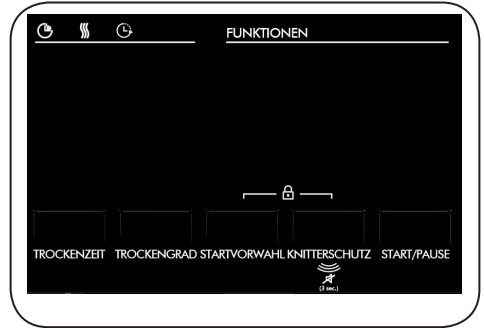 FUNKTIONEN
TROCKENZEIT TROCKENGRAD STARTVORWAHL KNITTERSCHUTZ START/PAUSE
(3 sec.)